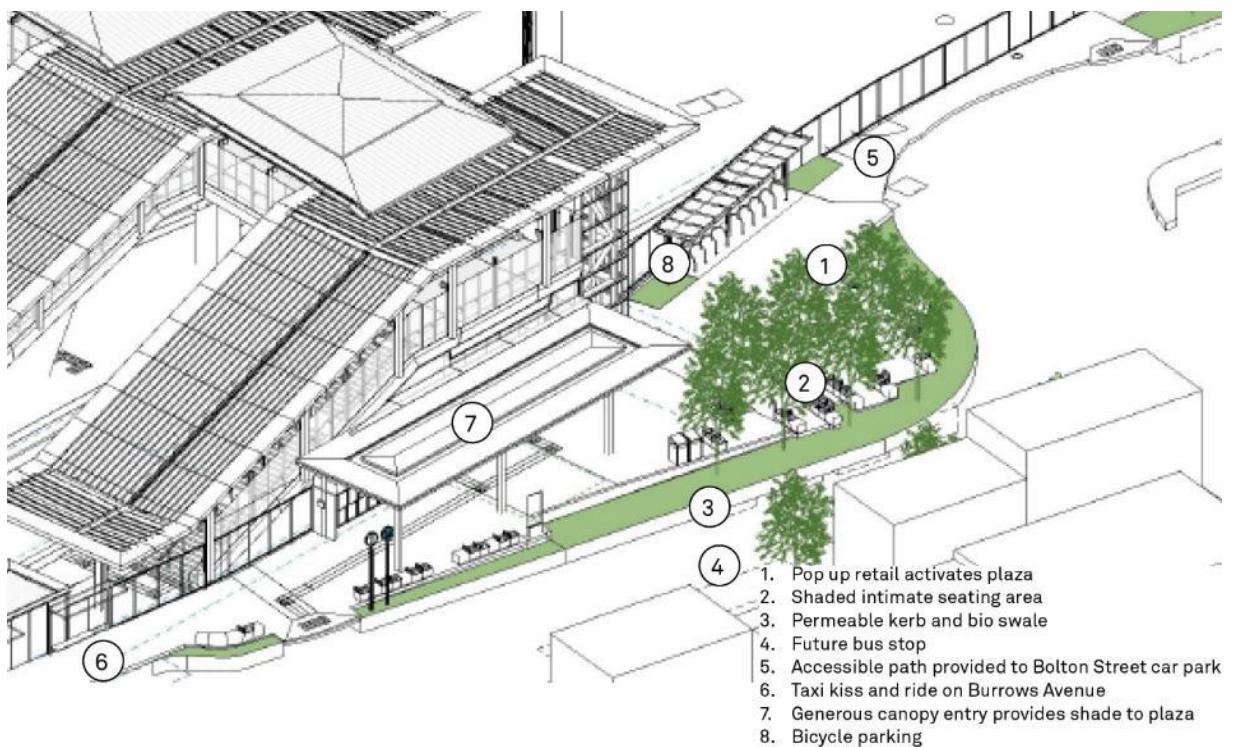 5
8
1
2
7
3
4
6
1. Pop up retail activates plaza
2. Shaded intimate seating area
3. Permeable kerb and bio swale
4. Future bus stop
5. Accessible path provided to Bolton Street car park
6. Taxi kiss and ride on Burrows Avenue
7. Generous canopy entry provides shade to plaza
8. Bicycle parking